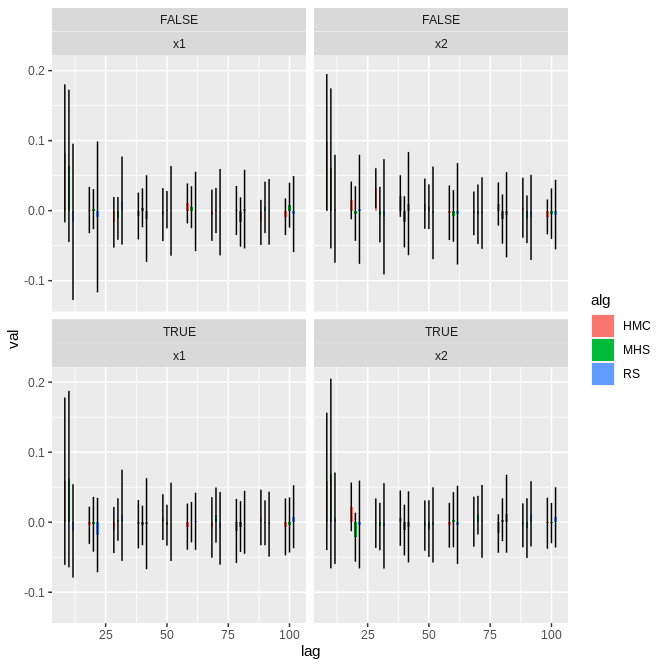 FALSE
FALSE
x1
x2
0.2
0.1
0.0
-0.1
TRUE
TRUE
x1
x2
0.2
0.1
0.0
-0.1
25
50
75
100
25
50
75
100
lag
val
alg
HMC
MHS
RS